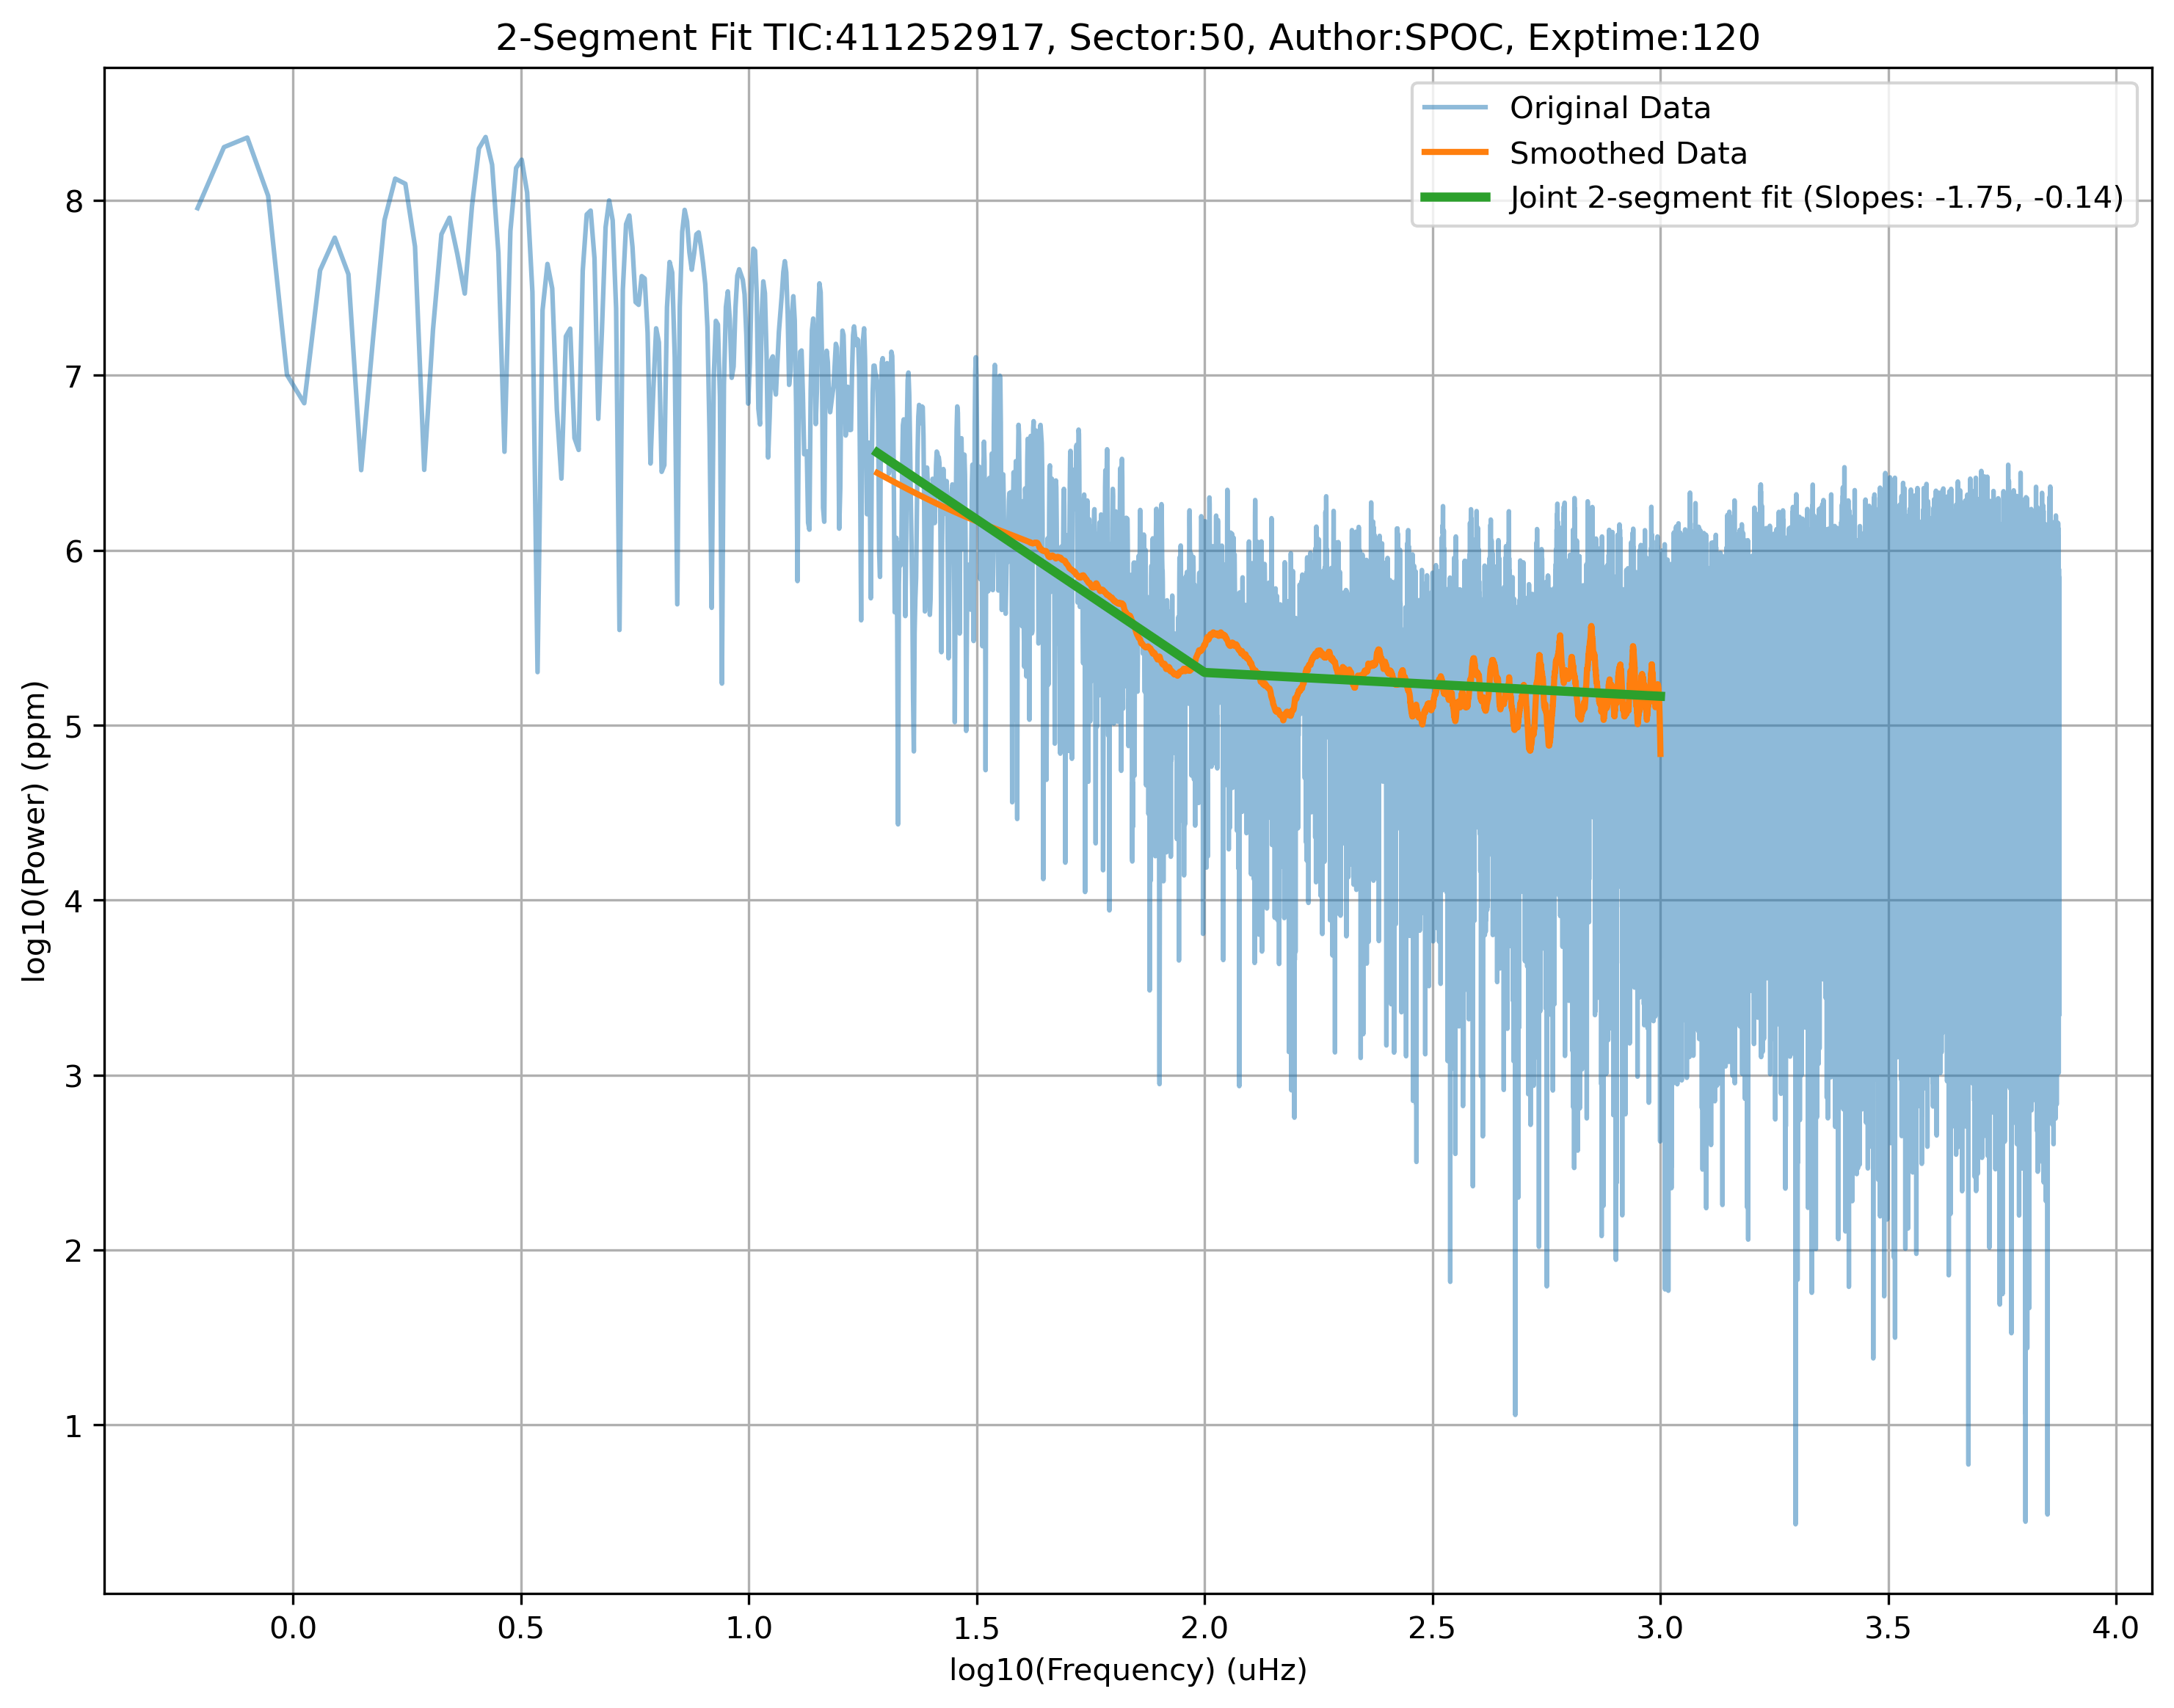 2-Segment Fit TIC:411252917, Sector:50, Author:SPOC, Exptime:120
Original Data
Smoothed Data
Joint 2-segment fit (Slopes: -1.75, -0.14)
log10(Power) (ppm)
8
7
6
5
4
3
2
1
0.0 0.5 1.0 1.5 2.0 2.5 3.0 3.5 4.0
log10(Frequency) (uHz)